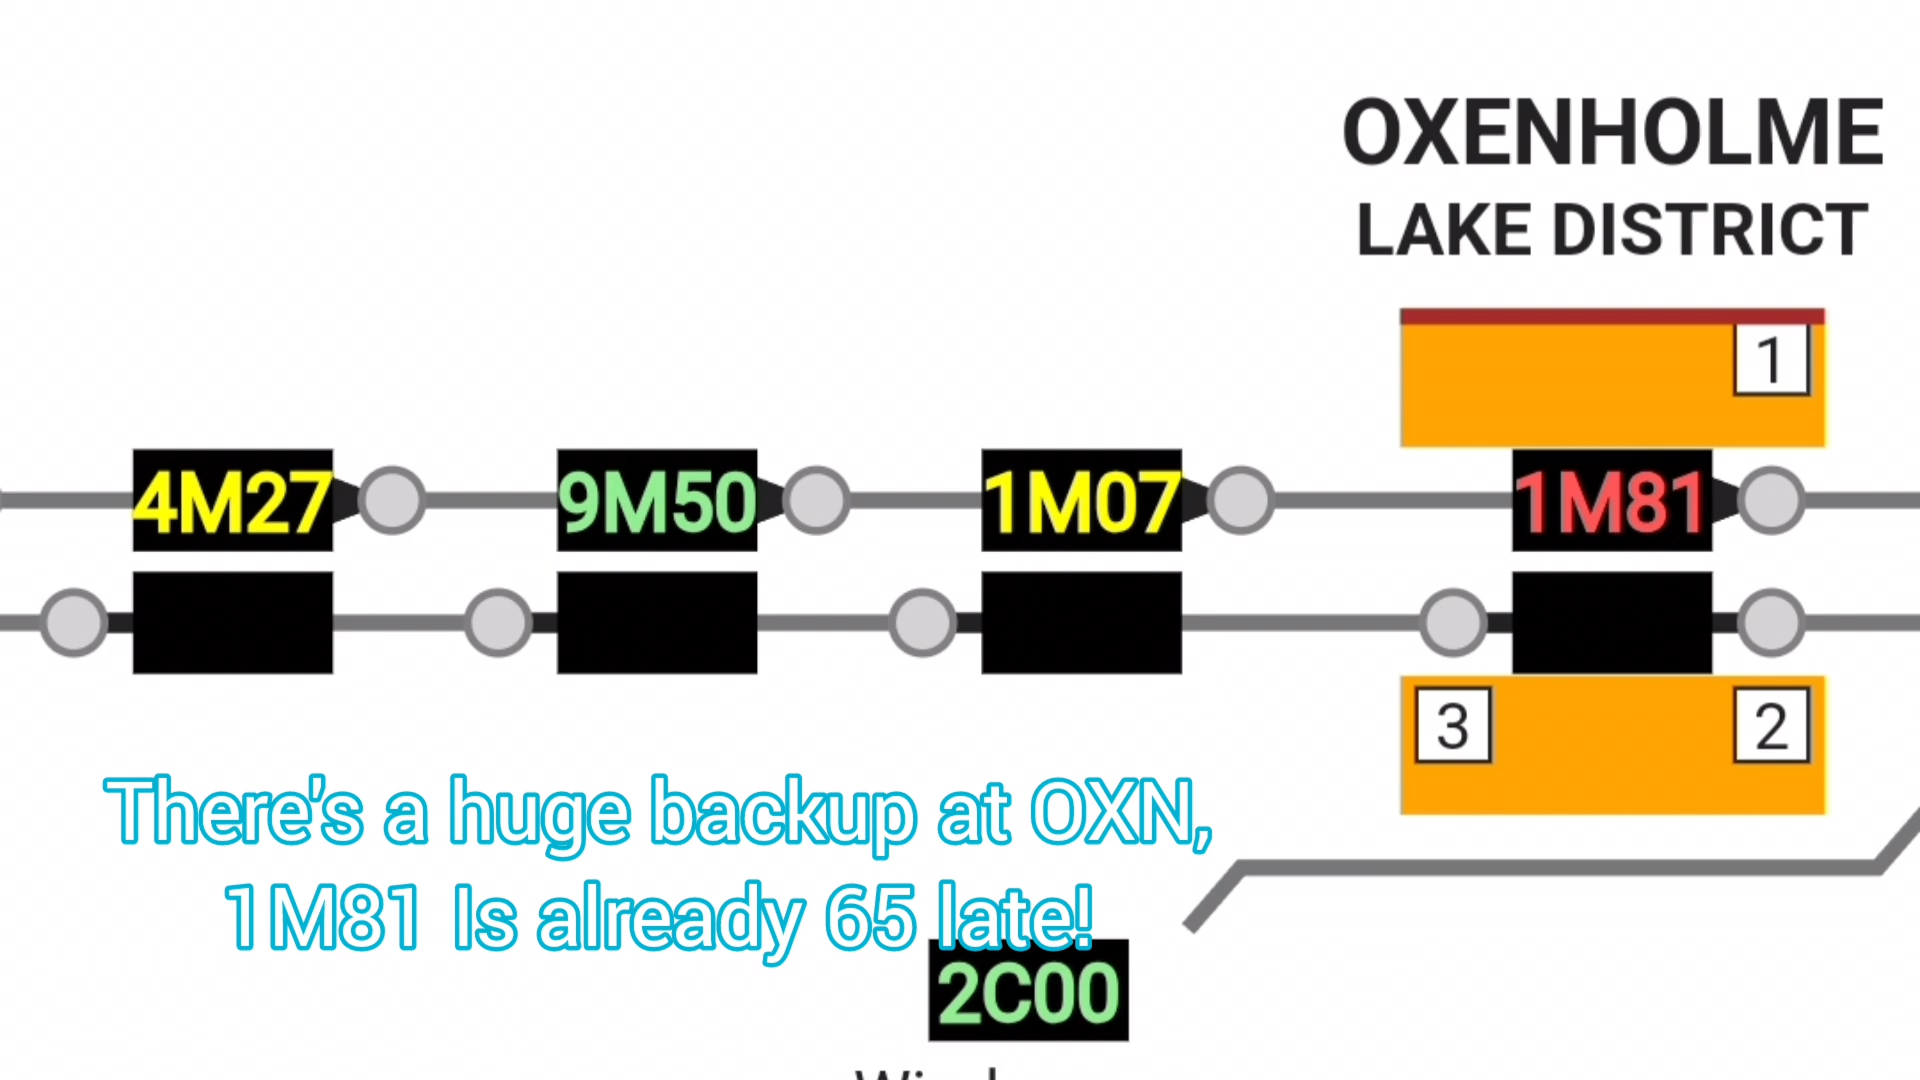 OXENHOLME
LAKE DISTRICT
1
4M27 9M50 1M07 1M81
3 2
There's a huge backup at OXN,
1M81 Is already 65 late!
2C00